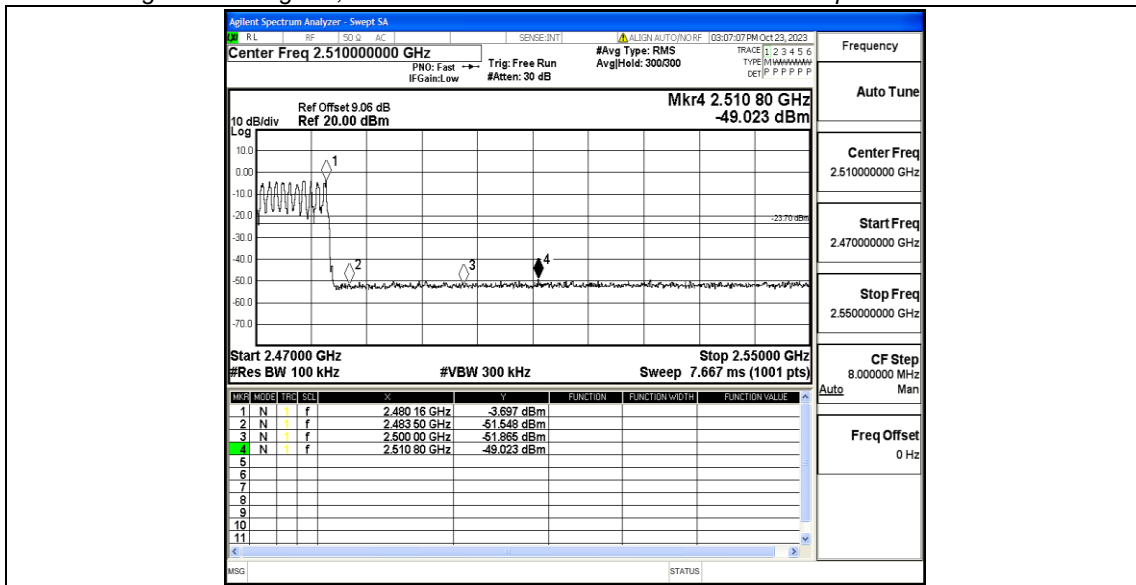 Agilent Spectrum Analyzer - Swept SA
RL RF 50 Ω AC SENSE:INT ALIGN AUTO/NO RF 03:07:07 PM Oct 23, 2023
Center Freq 2.510000000 GHz
#Avg Type: RMS
TRACE 1 2 3 4 5 6
PNO: Fast
Trig: Free Run
Avg|Hold: 300/300
TYPE M
IFGain:Low
#Atten: 30 dB
DET P P P P P P
Ref Offset 9.06 dB
Mkr4 2.510 80 GHz
10 dB/div
Ref 20.00 dBm
-49.023 dBm
Log
10.0
0.00
-10.0
-20.0
-30.0
-40.0
-50.0
-60.0
-70.0
1
2
3
4
-23.70 dBm
Start 2.47000 GHz
Stop 2.55000 GHz
#Res BW 100 kHz
#VBW 300 kHz
Sweep 7.667 ms (1001 pts)
MKR MODE TRC SCL X Y FUNCTION FUNCTION WIDTH FUNCTION VALUE
1 N 1 f 2.480 16 GHz -3.697 dBm
2 N 1 f 2.483 50 GHz -51.548 dBm
3 N 1 f 2.500 00 GHz -51.865 dBm
4 N 1 f 2.510 80 GHz -49.023 dBm
5
6
7
8
9
10
11
MSG
STATUS
Frequency
Auto Tune
Center Freq
2.510000000 GHz
Start Freq
2.470000000 GHz
Stop Freq
2.550000000 GHz
CF Step
8.000000 MHz
Auto Man
Freq Offset
0 Hz